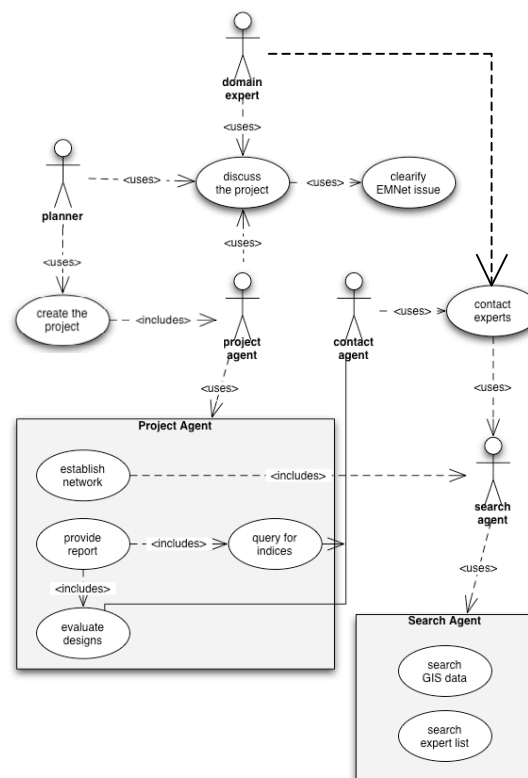 domain
expert
<uses>
<uses>
discuss
the project
<uses>
clearify
EMNet issue
planner
<uses>
<uses>
create the
project
<includes>
project
agent
contact
agent
<uses>
contact
experts
<uses>
<uses>
Project Agent
establish
network
<includes>
search
agent
provide
report
<includes>
query for
indices
<includes>
<uses>
evaluate
designs
Search Agent
search
GIS data
search
expert list